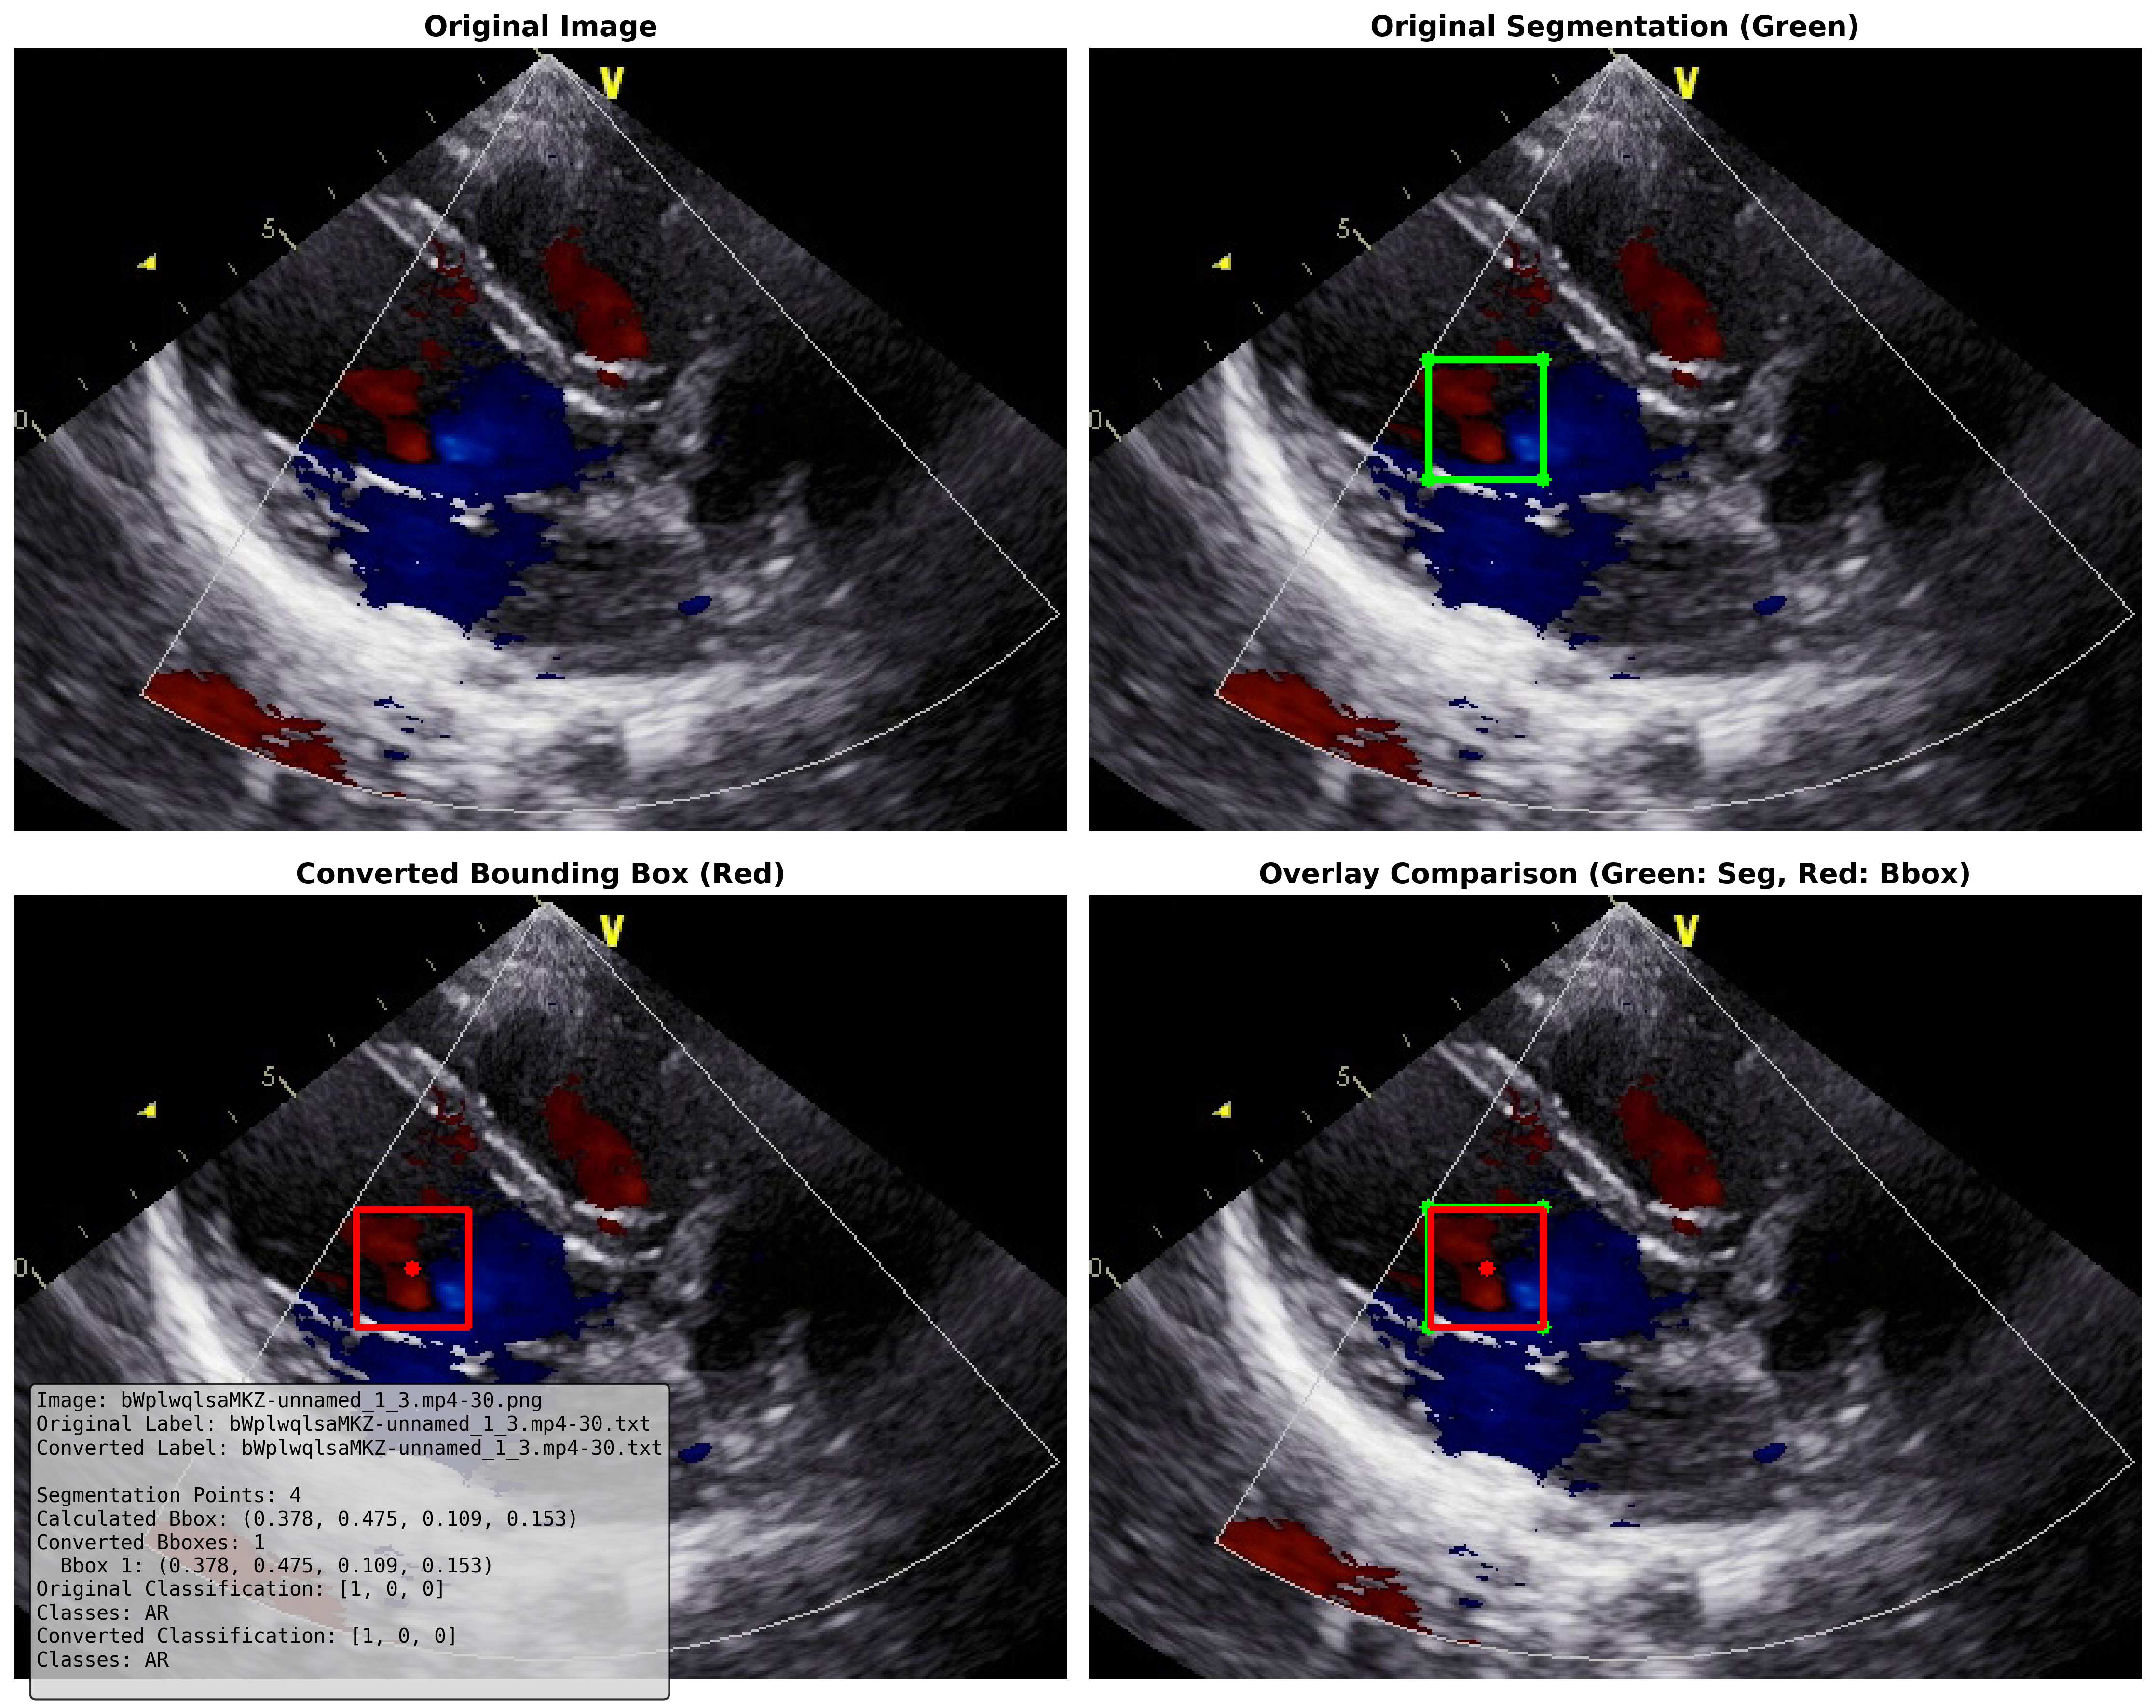 Original Image
Original Segmentation (Green)
V
V
5
5
0
0
Converted Bounding Box (Red)
Overlay Comparison (Green: Seg, Red: Bbox)
V
V
5
5
0
0
Image: bWplwqlsaMKZ-unnamed_1_3.mp4-30.png
Original Label: bWplwqlsaMKZ-unnamed_1_3.mp4-30.txt
Converted Label: bWplwqlsaMKZ-unnamed_1_3.mp4-30.txt
Segmentation Points: 4
Calculated Bbox: (0.378, 0.475, 0.109, 0.153)
Converted Bboxes: 1
Bbox 1: (0.378, 0.475, 0.109, 0.153)
Original Classification: [1, 0, 0]
Classes: AR
Converted Classification: [1, 0, 0]
Classes: AR